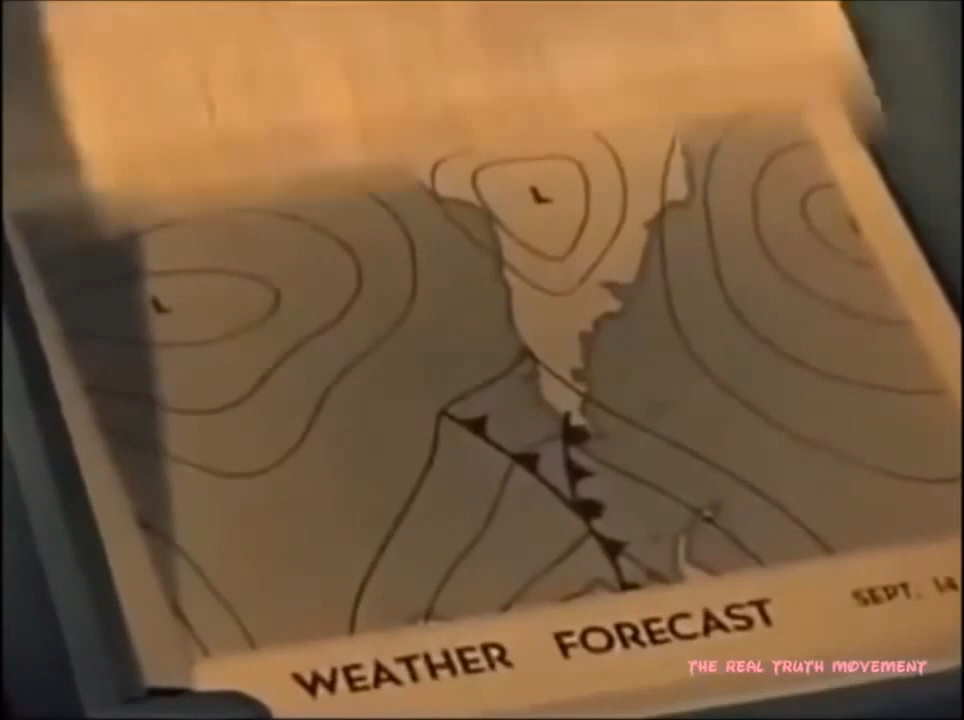 L
L
WEATHER FORECAST
SEPT. 14
THE REAL TRUTH MOVEMENT